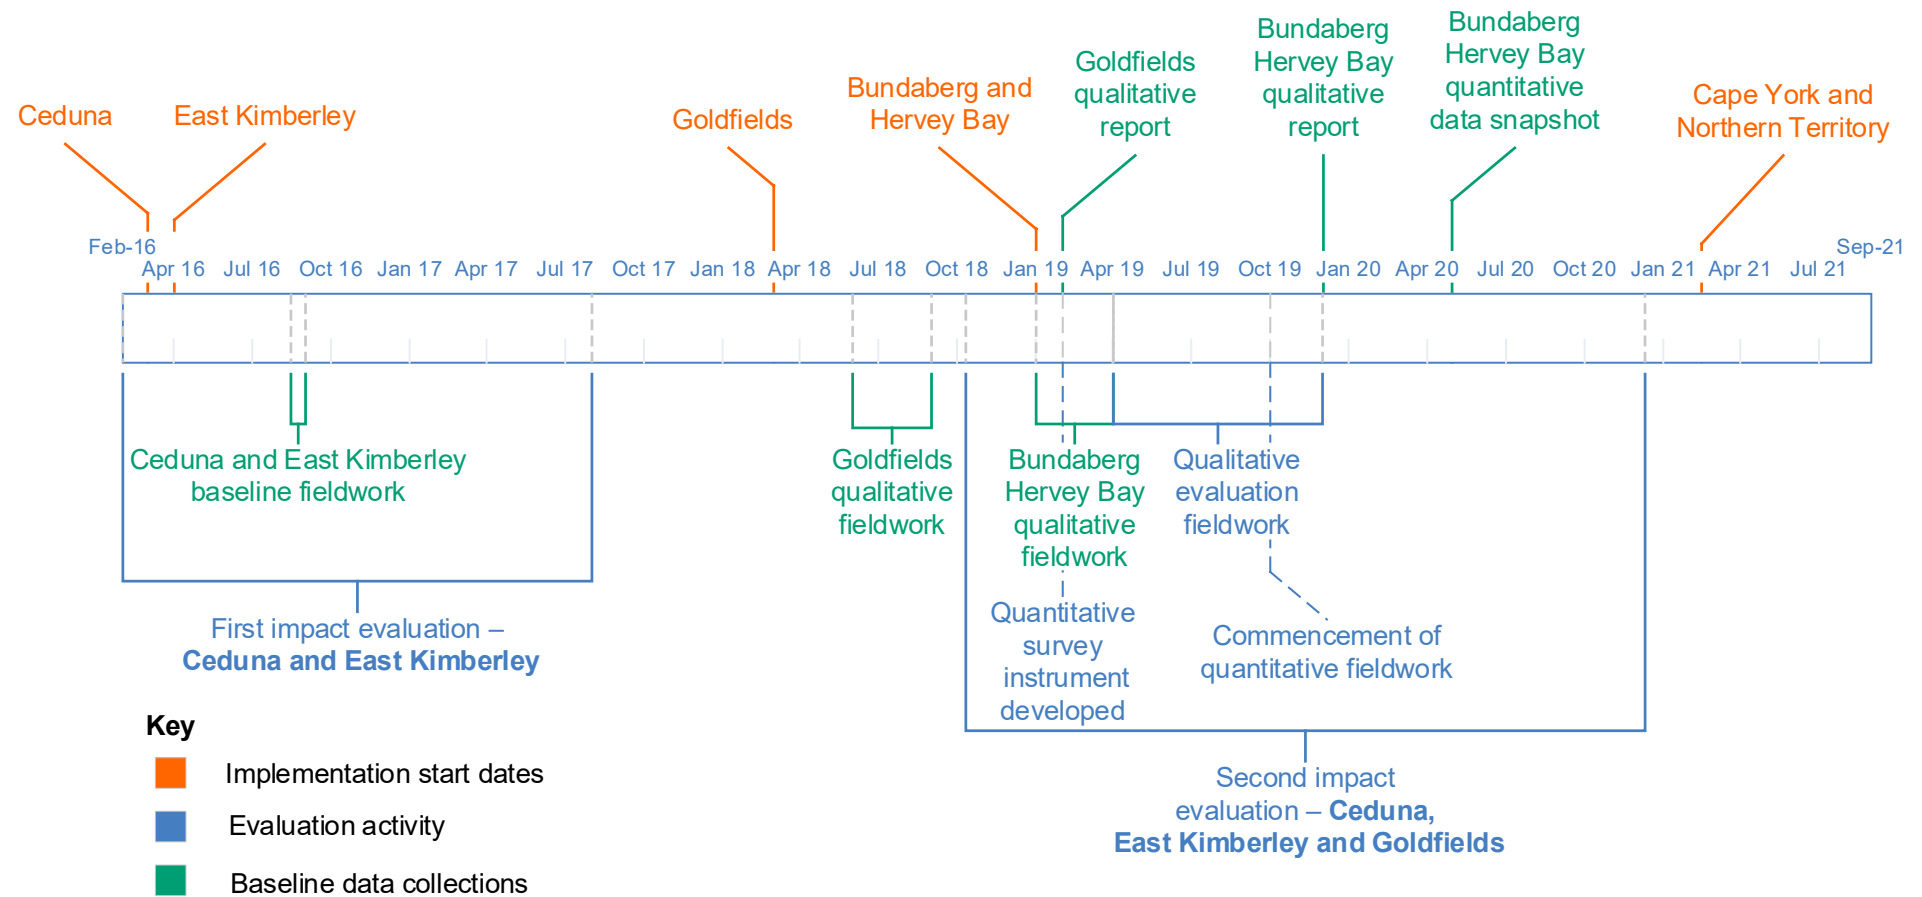 Ceduna
East Kimberley
Goldfields
Bundaberg and
Hervey Bay
Goldfields
qualitative
report
Bundaberg
Hervey Bay
qualitative
report
Bundaberg
Hervey Bay
quantitative
data snapshot
Cape York and
Northern Territory
Feb-16
Apr 16 Jul 16 Oct 16 Jan 17 Apr 17 Jul 17 Oct 17 Jan 18 Apr 18 Jul 18 Oct 18 Jan 19 Apr 19 Jul 19 Oct 19 Jan 20 Apr 20 Jul 20 Oct 20 Jan 21 Apr 21 Jul 21
Sep-21
Ceduna and East Kimberley
baseline fieldwork
Goldfields
qualitative
fieldwork
Bundaberg
Hervey Bay
qualitative
fieldwork
Qualitative
evaluation
fieldwork
Quantitative
survey
instrument
developed
Commencement of
quantitative fieldwork
First impact evaluation –
Ceduna and East Kimberley
Second impact
evaluation – Ceduna,
East Kimberley and Goldfields
Key
Implementation start dates
Evaluation activity
Baseline data collections